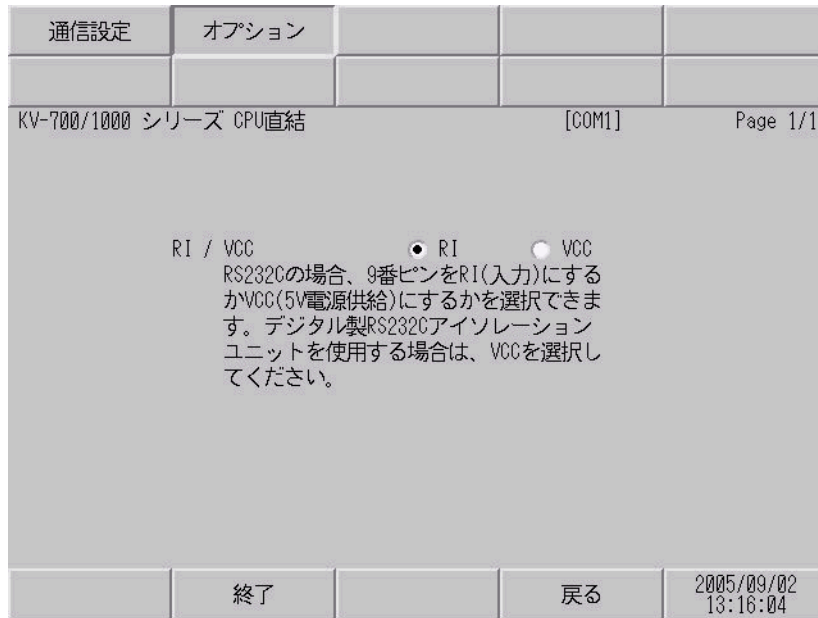 通信設定 オプション
KV-700/1000 シリーズ CPU直結 [COM1] Page 1/1
RI / VCC RI VCC
RS232Cの場合、9番ピンをRI(入力)にする
かVCC(5V電源供給)にするかを選択できま
す。デジタル製RS232Cアイソレーション
ユニットを使用する場合は、VCCを選択し
てください。
終了 戻る 2005/09/02
13:16:04